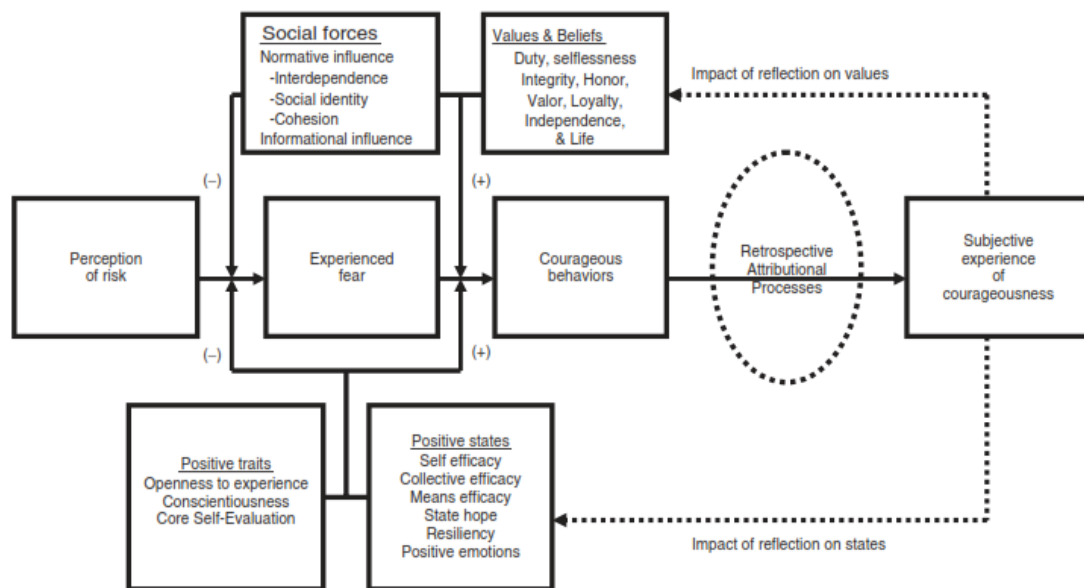 Social forces
Normative influence
-Interdependence
-Social identity
-Cohesion
Informational influence
Values & Beliefs
Duty, selflessness
Integrity, Honor,
Valor, Loyalty,
Independence,
& Life
Impact of reflection on values
(–)
(+)
Perception
of risk
Experienced
fear
Courageous
behaviors
Retrospective
Attributional
Processes
Subjective
experience
of
courageousness
(–)
(+)
Positive traits
Openness to experience
Conscientiousness
Core Self-Evaluation
Positive states
Self efficacy
Collective efficacy
Means efficacy
State hope
Resiliency
Positive emotions
Impact of reflection on states